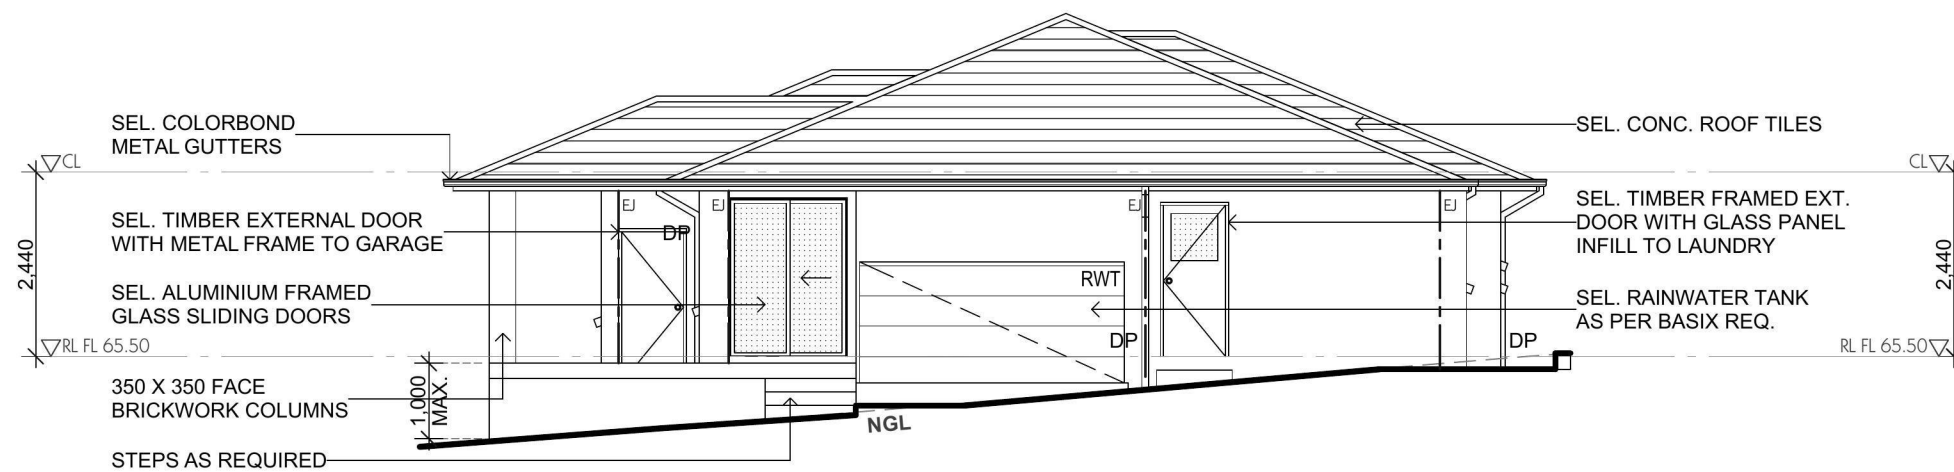 SEL. COLORBOND
METAL GUTTERS
SEL. CONC. ROOF TILES
CL
CL
SEL. TIMBER EXTERNAL DOOR
WITH METAL FRAME TO GARAGE
EJ
EJ
EJ
EJ
SEL. TIMBER FRAMED EXT.
DOOR WITH GLASS PANEL
INFILL TO LAUNDRY
DP
2,440
2,440
RWT
SEL. ALUMINIUM FRAMED
GLASS SLIDING DOORS
SEL. RAINWATER TANK
AS PER BASIX REQ.
DP
DP
RL FL 65.50
RL FL 65.50
350 X 350 FACE
BRICKWORK COLUMNS
1,000
MAX.
NGL
STEPS AS REQUIRED